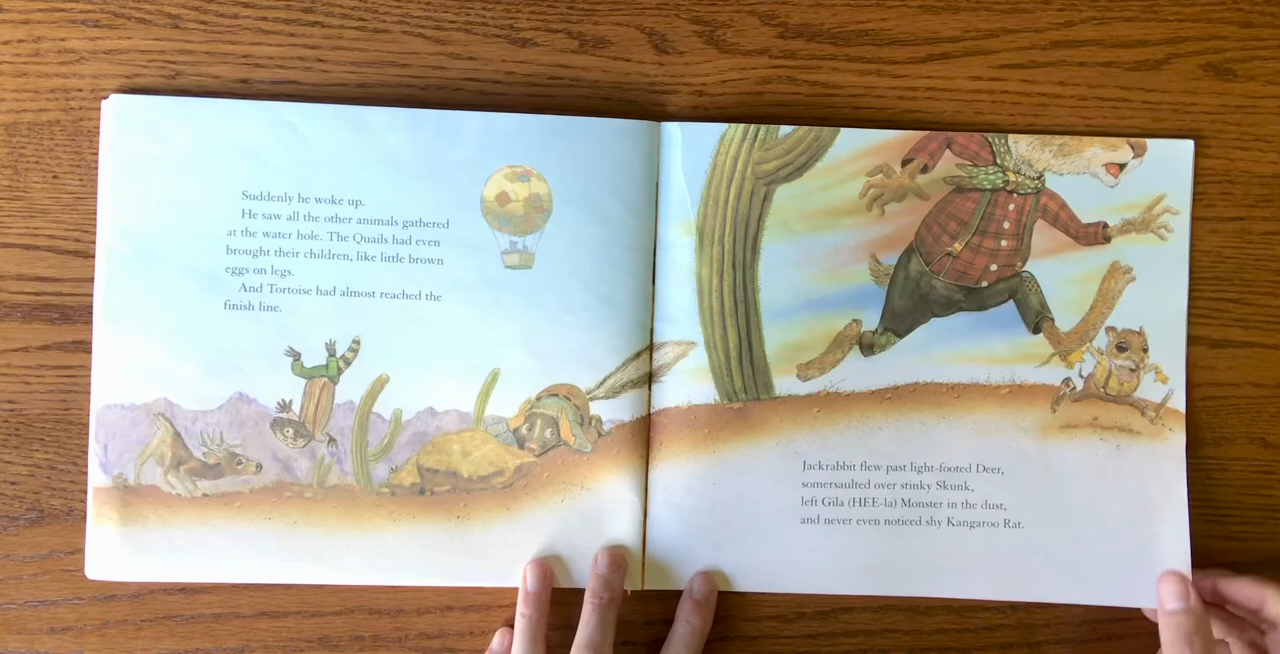 Suddenly he woke up.
He saw all the other animals gathered
at the water hole. The Quails had even
brought their children, like little brown
eggs on legs.
And Tortoise had almost reached the
finish line.
Jackrabbit flew past light-footed Deer,
somersaulted over stinky Skunk,
left Gila (HEE-la) Monster in the dust,
and never even noticed shy Kangaroo Rat.